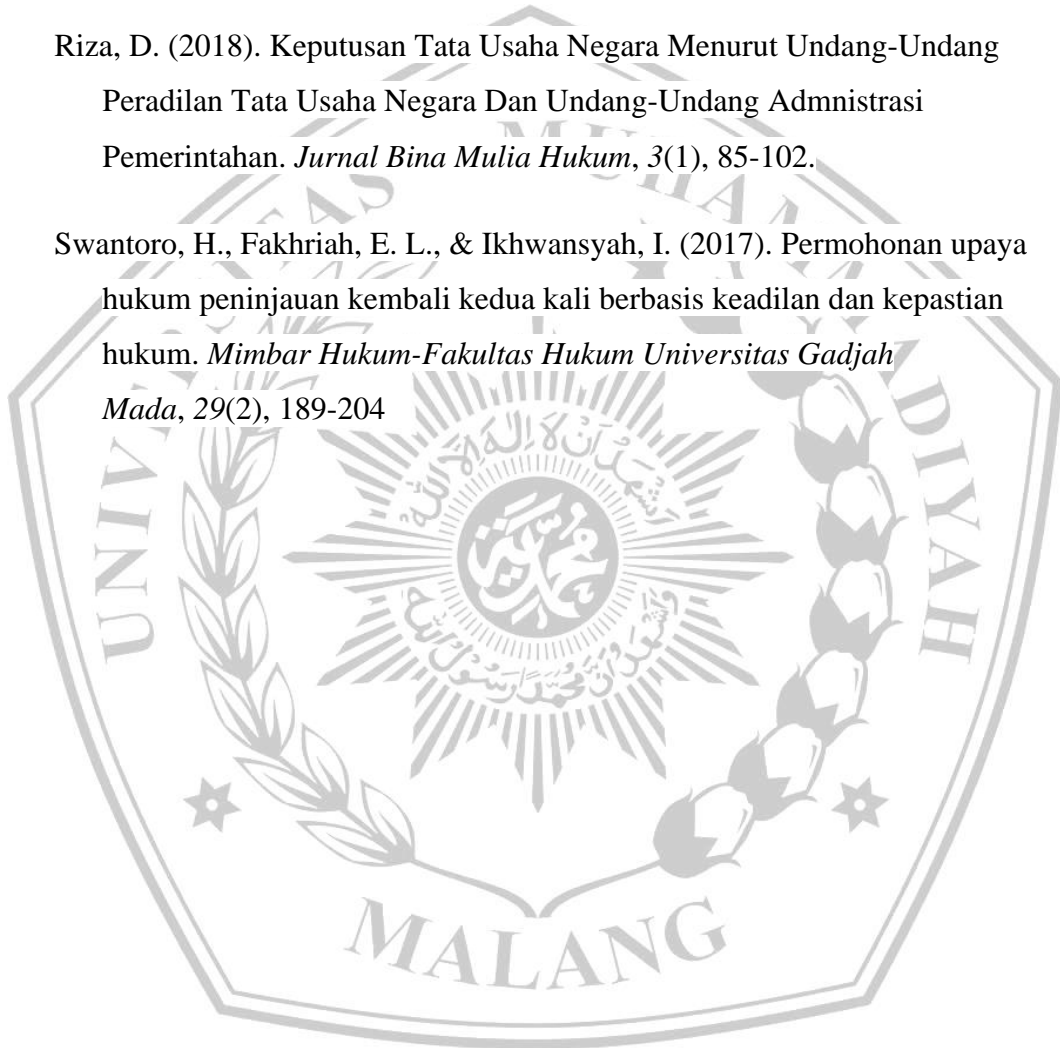 Riza, D. (2018). Keputusan Tata Usaha Negara Menurut Undang-Undang
Peradilan Tata Usaha Negara Dan Undang-Undang Admnistrasi
Pemerintahan. Jurnal Bina Mulia Hukum, 3(1), 85-102.
Swantoro, H., Fakhriah, E. L., & Ikhwansyah, I. (2017). Permohonan upaya
hukum peninjauan kembali kedua kali berbasis keadilan dan kepastian
hukum. Mimbar Hukum-Fakultas Hukum Universitas Gadjah
Mada, 29(2), 189-204
MALANG